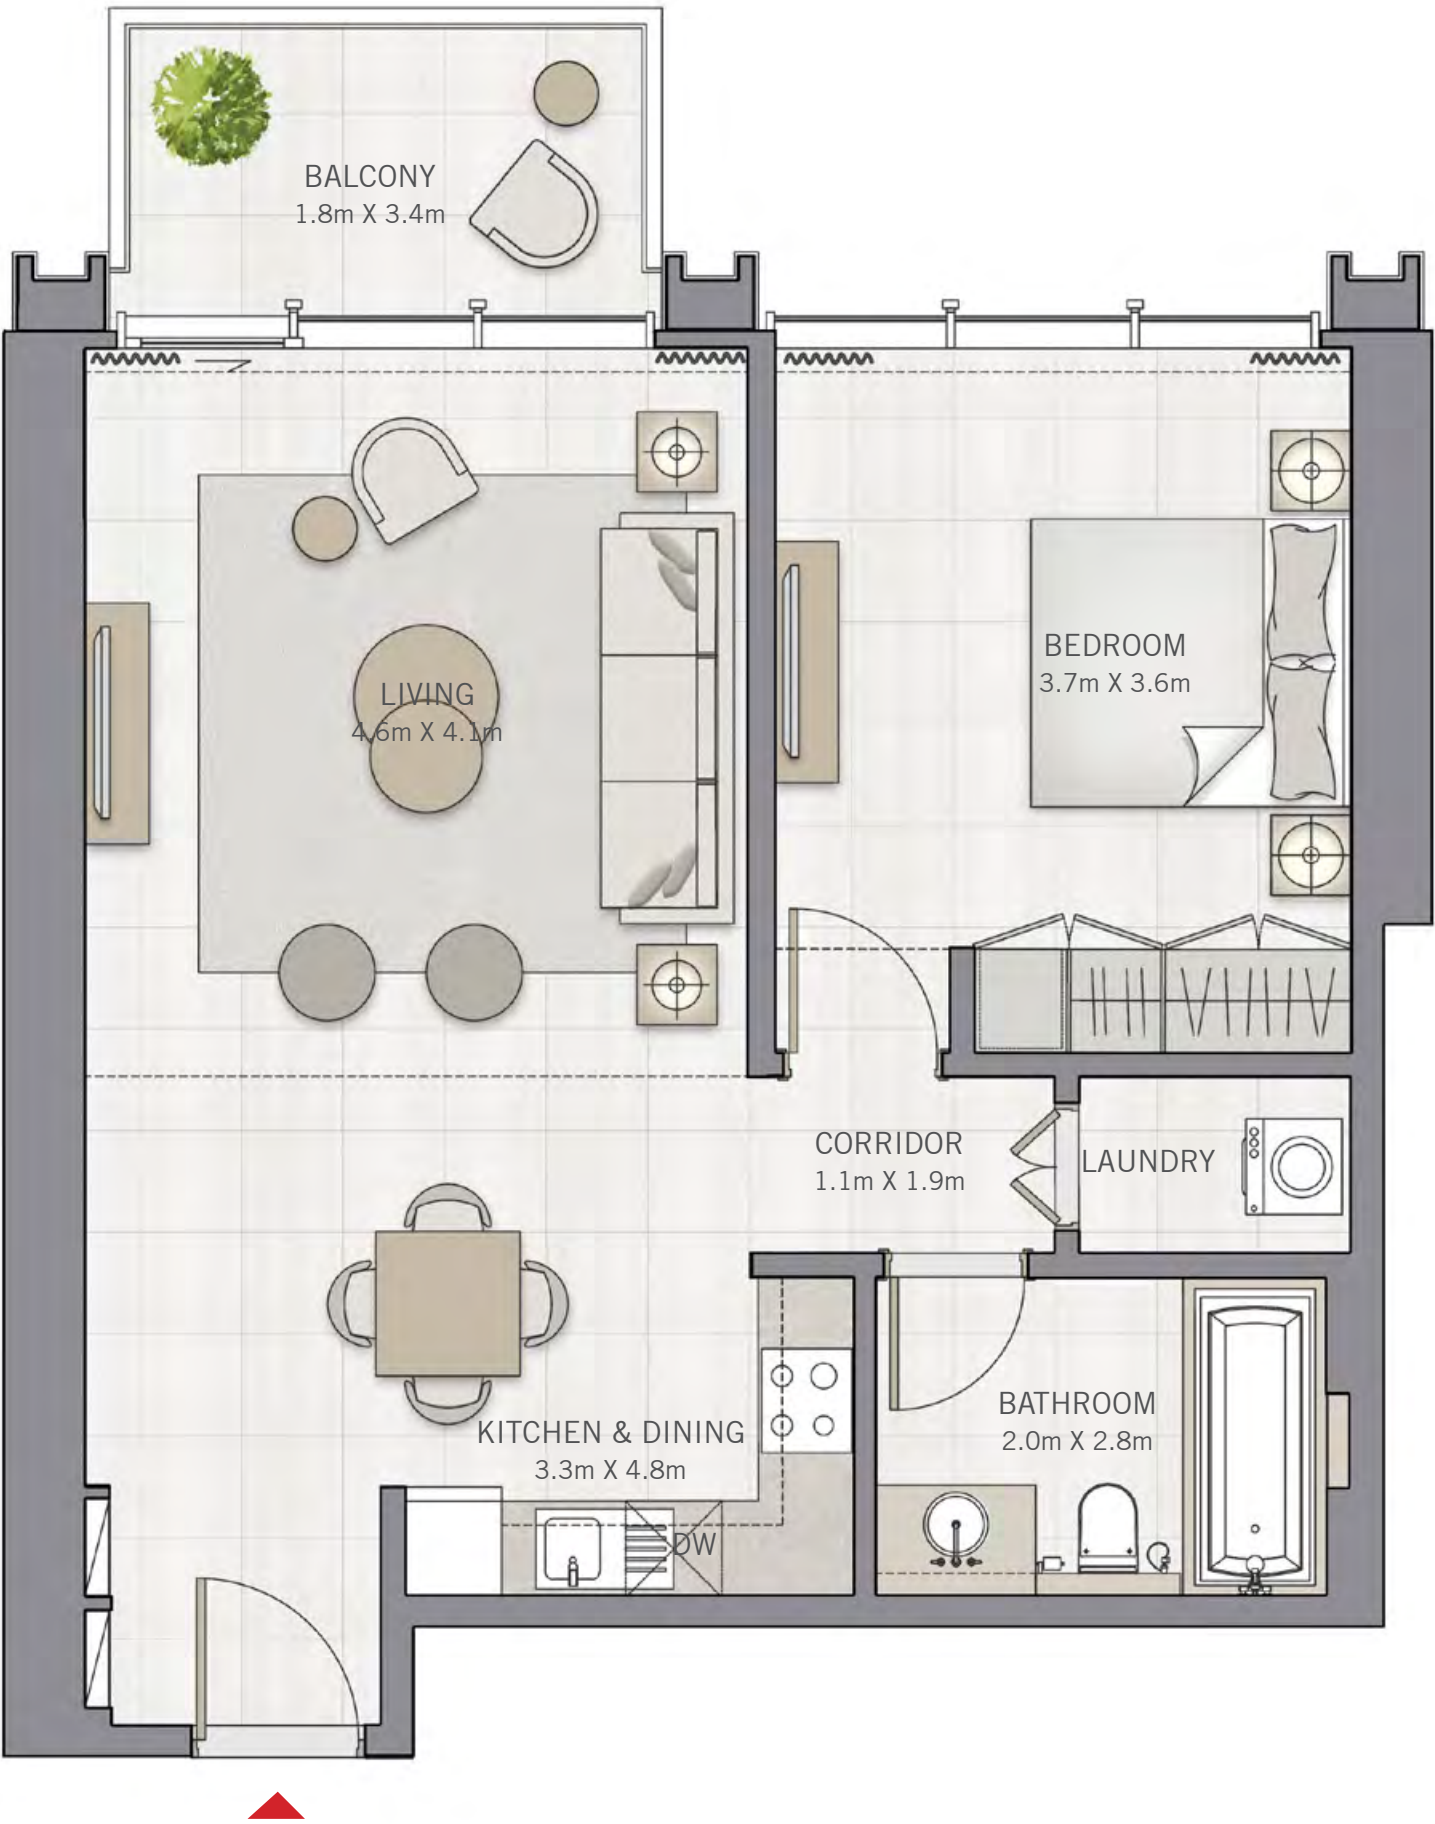 BALCONY
1.8m X 3.4m
LIVING
4.6m X 4.1m
BEDROOM
3.7m X 3.6m
CORRIDOR
1.1m X 1.9m
LAUNDRY
KITCHEN & DINING
3.3m X 4.8m
BATHROOM
2.0m X 2.8m
DW